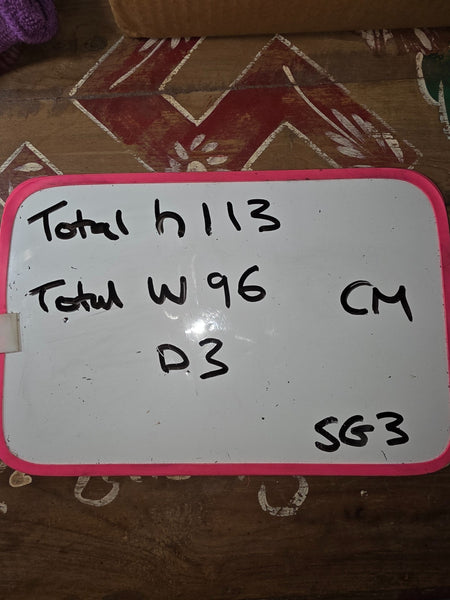 Total h 113
Total W 96
CM
D3
SG3